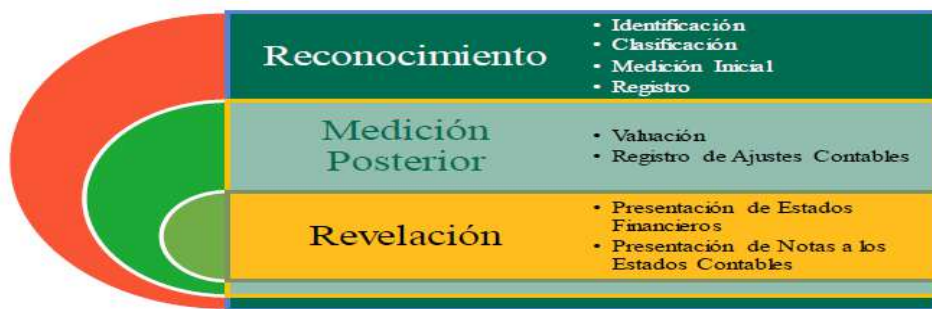 Reconocimiento
• Identificación
• Clasificación
• Medición Inicial
• Registro
Medición
Posterior
• Valuación
• Registro de Ajustes Contables
Revelación
• Presentación de Estados
Financieros
• Presentación de Notas a los
Estados Contables